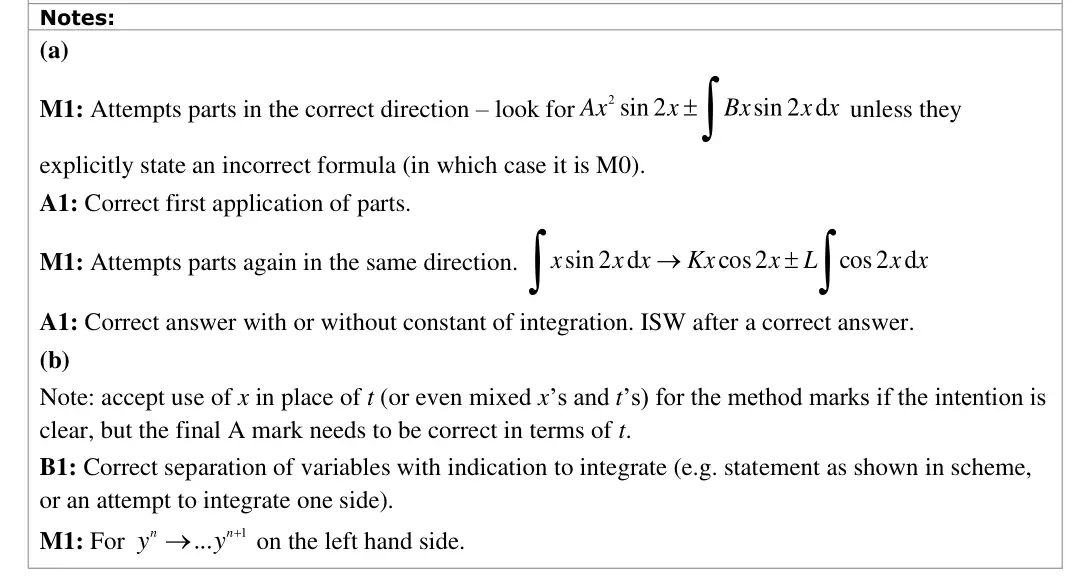 Notes:
(a)
M1: Attempts parts in the correct direction – look for Ax² sin 2x ± ∫ Bx sin 2x dx unless they
explicitly state an incorrect formula (in which case it is M0).
A1: Correct first application of parts.
M1: Attempts parts again in the same direction. ∫ x sin 2x dx → Kx cos 2x ± L ∫ cos 2x dx
A1: Correct answer with or without constant of integration. ISW after a correct answer.
(b)
Note: accept use of x in place of t (or even mixed x’s and t’s) for the method marks if the intention is
clear, but the final A mark needs to be correct in terms of t.
B1: Correct separation of variables with indication to integrate (e.g. statement as shown in scheme,
or an attempt to integrate one side).
M1: For yⁿ → ...yⁿ⁺¹ on the left hand side.